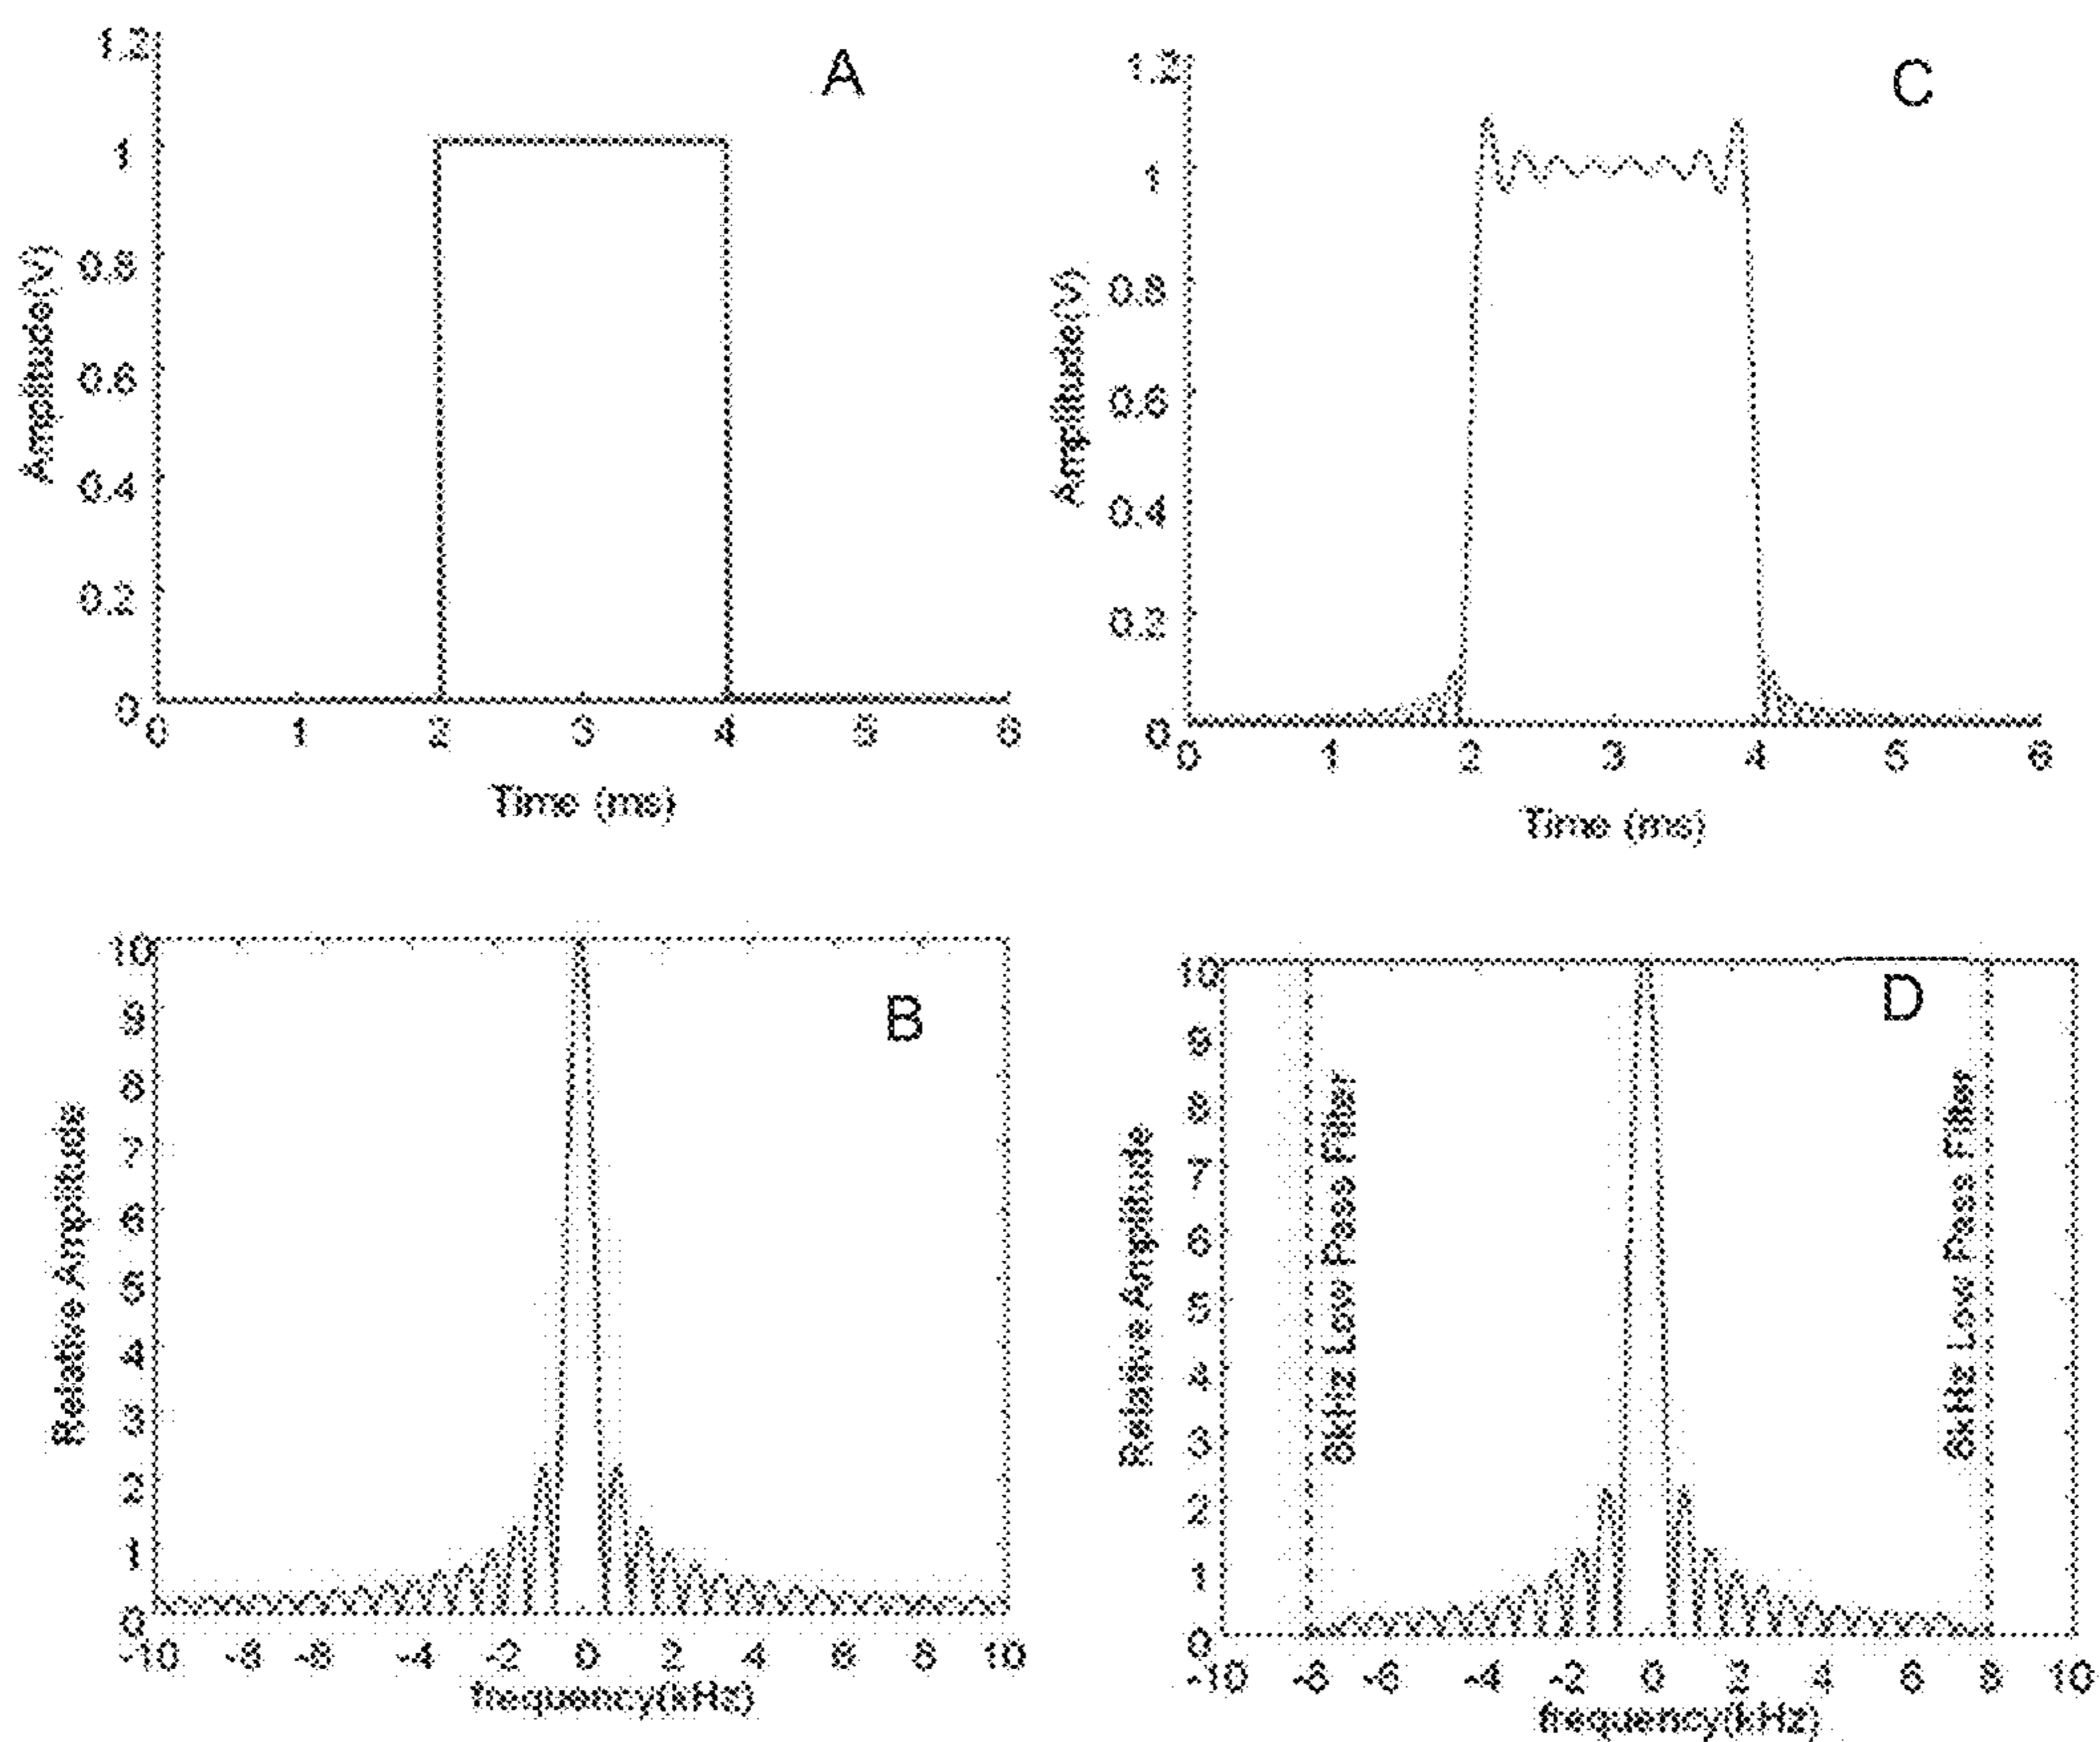 A
1.2
1
0.8
0.6
0.4
0.2
0
Amplitude(V)
0 1 2 3 4 5 6
Time (ms)
C
1.2
1
0.8
0.6
0.4
0.2
0
Amplitude(V)
0 1 2 3 4 5 6
Time (ms)
B
10
9
8
7
6
5
4
3
2
1
0
Relative Amplitude
-10 -8 -6 -4 -2 0 2 4 6 8 10
frequency(kHz)
D
10
9
8
7
6
5
4
3
2
1
0
Relative Amplitude
8kHz Low Pass Filter
8kHz Low Pass Filter
-10 -8 -6 -4 -2 0 2 4 6 8 10
frequency(kHz)